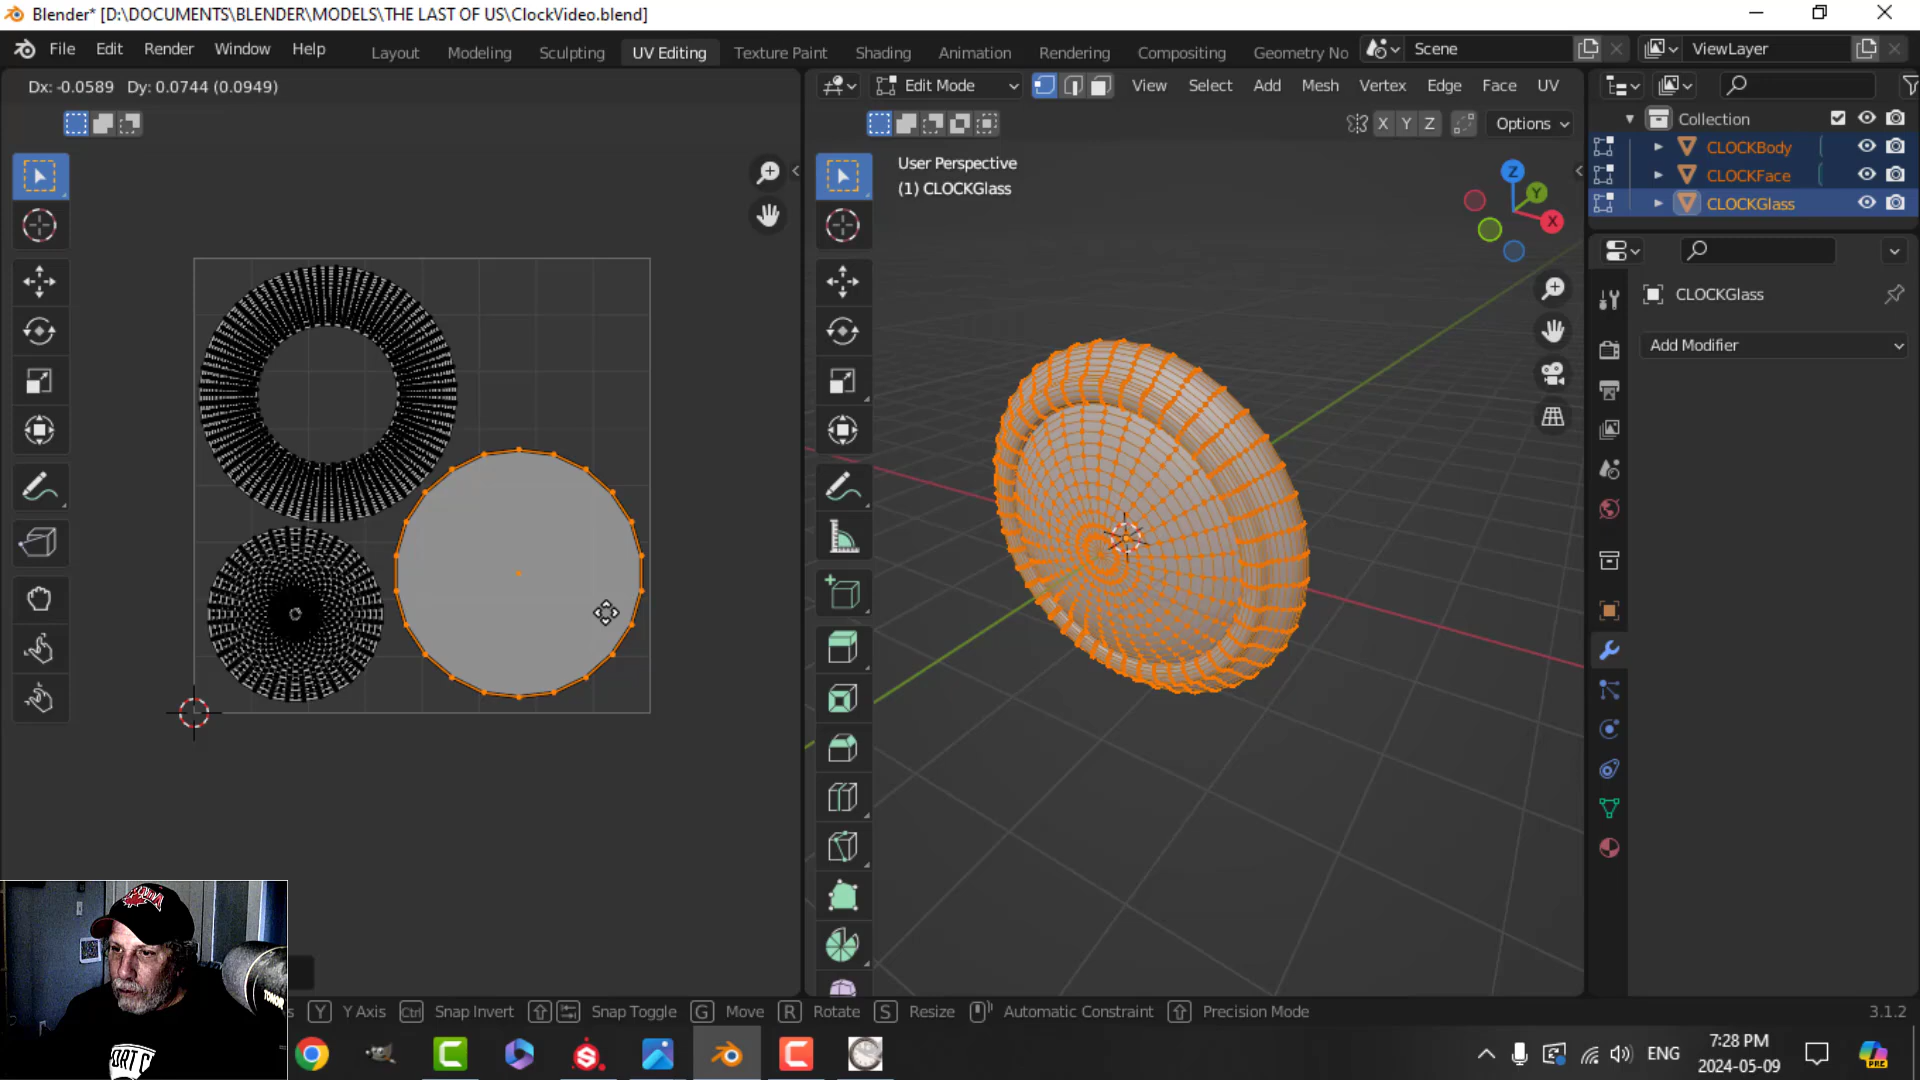 Blender* [D:\DOCUMENTS\BLENDER\MODELS\THE LAST OF US\ClockVideo.blend]
File Edit Render Window Help Layout Modeling Sculpting UV Editing Texture Paint Shading Animation Rendering Compositing Geometry No Scene ViewLayer
Dx: -0.0589 Dy: 0.0744 (0.0949) Edit Mode View Select Add Mesh Vertex Edge Face UV
X Y Z Options Collection
User Perspective
(1) CLOCKGlass
CLOCKBody
CLOCKFace
CLOCKGlass
Z Y X
CLOCKGlass
Add Modifier
Y Y Axis Ctrl Snap Invert Snap Toggle G Move R Rotate S Resize Automatic Constraint Precision Mode 3.1.2
ENG 7:28 PM
2024-05-09
PRE